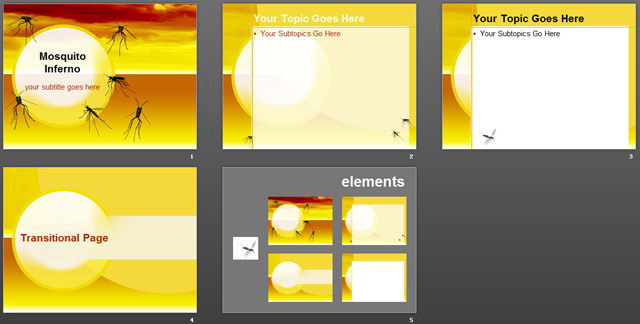 Mosquito
Inferno
your subtitle goes here
1
Your Topic Goes Here
• Your Subtopics Go Here
2
Your Topic Goes Here
• Your Subtopics Go Here
3
Transitional Page
4
elements
5